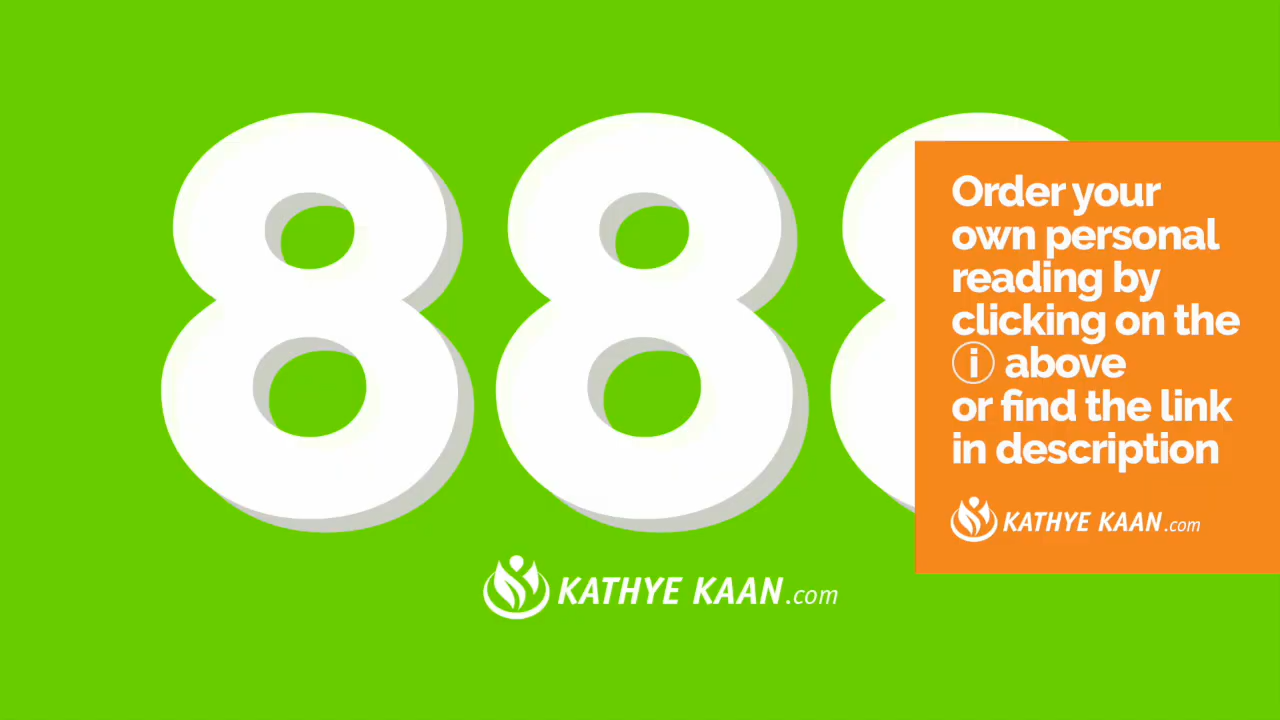 888
Order your
own personal
reading by
clicking on the
i above
or find the link
in description
KATHYE KAAN.com
KATHYE KAAN.com